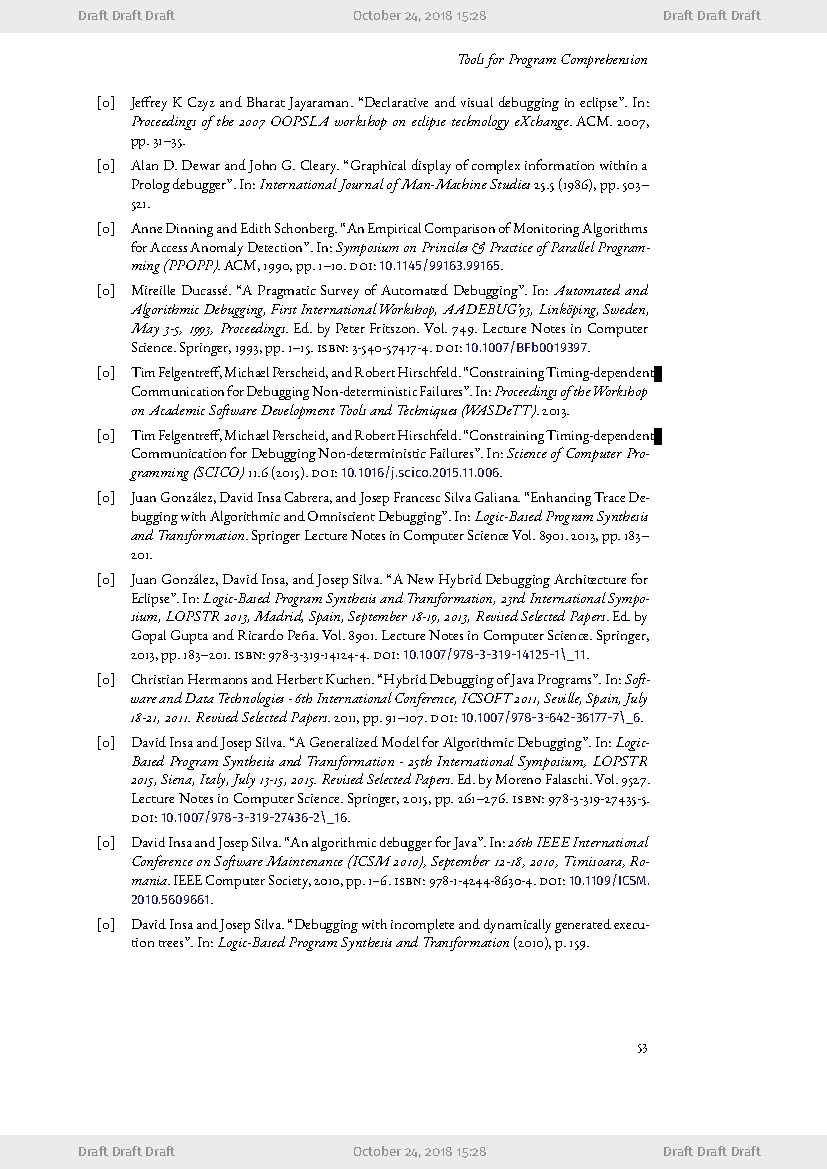 Draft Draft Draft October 24, 2018 15:28 Draft Draft Draft
Tools for Program Comprehension
[0] Jeffrey K Czyz and Bharat Jayaraman. “Declarative and visual debugging in eclipse”. In:
Proceedings of the 2007 OOPSLA workshop on eclipse technology eXchange. ACM. 2007,
pp. 31–35.
[0] Alan D. Dewar and John G. Cleary. “Graphical display of complex information within a
Prolog debugger”. In: International Journal of Man-Machine Studies 25.5 (1986), pp. 503–
521.
[0] Anne Dinning and Edith Schonberg. “An Empirical Comparison of Monitoring Algorithms
for Access Anomaly Detection”. In: Symposium on Princiles & Practice of Parallel Program-
ming (PPOPP). ACM, 1990, pp. 1–10. DOI: 10.1145/99163.99165.
[0] Mireille Ducassé. “A Pragmatic Survey of Automated Debugging”. In: Automated and
Algorithmic Debugging, First International Workshop, AADEBUG’93, Linköping, Sweden,
May 3-5, 1993, Proceedings. Ed. by Peter Fritszon. Vol. 749. Lecture Notes in Computer
Science. Springer, 1993, pp. 1–15. ISBN: 3-540-57417-4. DOI: 10.1007/BFb0019397.
[0] Tim Felgentreff, Michael Perscheid, and Robert Hirschfeld. “Constraining Timing-dependent
Communication for Debugging Non-deterministic Failures”. In: Proceedings of the Workshop
on Academic Software Development Tools and Techniques (WASDeTT). 2013.
[0] Tim Felgentreff, Michael Perscheid, and Robert Hirschfeld. “Constraining Timing-dependent
Communication for Debugging Non-deterministic Failures”. In: Science of Computer Pro-
gramming (SCICO) 11.6 (2015). DOI: 10.1016/j.scico.2015.11.006.
[0] Juan González, David Insa Cabrera, and Josep Francesc Silva Galiana. “Enhancing Trace De-
bugging with Algorithmic and Omniscient Debugging”. In: Logic-Based Program Synthesis
and Transformation. Springer Lecture Notes in Computer Science Vol. 8901. 2013, pp. 183–
201.
[0] Juan González, David Insa, and Josep Silva. “A New Hybrid Debugging Architecture for
Eclipse”. In: Logic-Based Program Synthesis and Transformation, 23rd International Sympo-
sium, LOPSTR 2013, Madrid, Spain, September 18-19, 2013, Revised Selected Papers. Ed. by
Gopal Gupta and Ricardo Peña. Vol. 8901. Lecture Notes in Computer Science. Springer,
2013, pp. 183–201. ISBN: 978-3-319-14124-4. DOI: 10.1007/978-3-319-14125-1\_11.
[0] Christian Hermanns and Herbert Kuchen. “Hybrid Debugging of Java Programs”. In: Soft-
ware and Data Technologies - 6th International Conference, ICSOFT 2011, Seville, Spain, July
18-21, 2011. Revised Selected Papers. 2011, pp. 91–107. DOI: 10.1007/978-3-642-36177-7\_6.
[0] David Insa and Josep Silva. “A Generalized Model for Algorithmic Debugging”. In: Logic-
Based Program Synthesis and Transformation - 25th International Symposium, LOPSTR
2015, Siena, Italy, July 13-15, 2015. Revised Selected Papers. Ed. by Moreno Falaschi. Vol. 9527.
Lecture Notes in Computer Science. Springer, 2015, pp. 261–276. ISBN: 978-3-319-27435-5.
DOI: 10.1007/978-3-319-27436-2\_16.
[0] David Insa and Josep Silva. “An algorithmic debugger for Java”. In: 26th IEEE International
Conference on Software Maintenance (ICSM 2010), September 12-18, 2010, Timisoara, Ro-
mania. IEEE Computer Society, 2010, pp. 1–6. ISBN: 978-1-4244-8630-4. DOI: 10.1109/ICSM.
2010.5609661.
[0] David Insa and Josep Silva. “Debugging with incomplete and dynamically generated execu-
tion trees”. In: Logic-Based Program Synthesis and Transformation (2010), p. 159.
53
Draft Draft Draft October 24, 2018 15:28 Draft Draft Draft